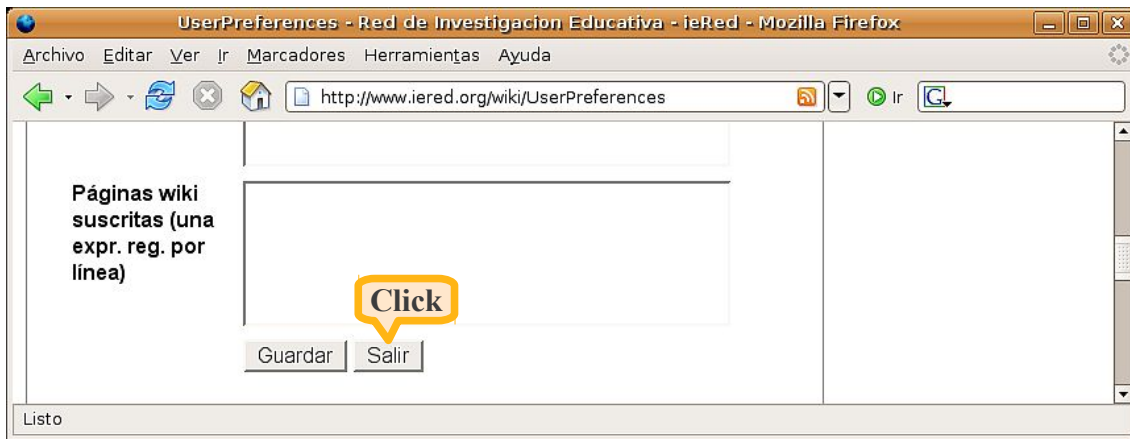 UserPreferences - Red de Investigacion Educativa - ieRed - Mozilla Firefox
Archivo Editar Ver Ir Marcadores Herramientas Ayuda
http://www.iered.org/wiki/UserPreferences Ir G
Páginas wiki
suscritas (una
expr. reg. por
línea)
Click
Guardar Salir
Listo